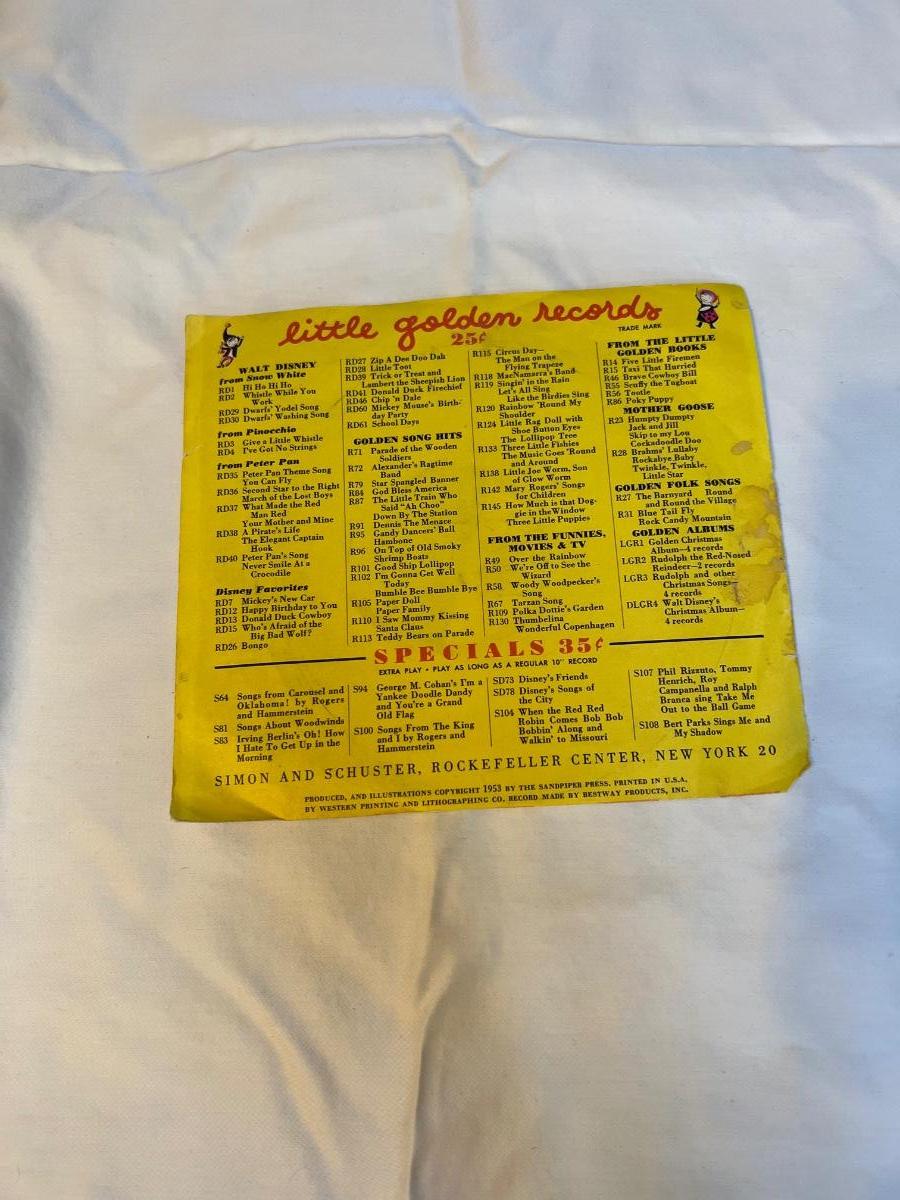 little golden records
TRADE MARK
25¢
WALT DISNEY
from Snow White
RD1 Hi Ho Hi Ho
RD2 Whistle While You
Work
RD29 Dwarfs' Yodel Song
RD30 Dwarfs' Washing Song
from Pinocchio
RD3 Give a Little Whistle
RD4 I've Got No Strings
from Peter Pan
RD35 Peter Pan Theme Song
You Can Fly
RD36 Second Star to the Right
March of the Lost Boys
RD37 What Made the Red
Man Red
Your Mother and Mine
RD38 A Pirate's Life
The Elegant Captain
Hook
RD40 Peter Pan's Song
Never Smile At a
Crocodile
Disney Favorites
RD7 Mickey's New Car
RD12 Happy Birthday to You
RD13 Donald Duck Cowboy
RD15 Who's Afraid of the
Big Bad Wolf?
RD26 Bongo
RD27 Zip A Dee Doo Dah
RD28 Little Toot
RD39 Trick or Treat and
Lambert the Sheepish Lion
RD41 Donald Duck Firechief
RD46 Chip 'n Dale
RD60 Mickey Mouse's Birth-
day Party
RD61 School Days
GOLDEN SONG HITS
R71 Parade of the Wooden
Soldiers
R72 Alexander's Ragtime
Band
R79 Star Spangled Banner
R84 God Bless America
R87 The Little Train Who
Said "Ah Choo"
Down By The Station
R91 Dennis The Menace
R95 Gandy Dancers' Ball
Hambone
R96 On Top of Old Smoky
Shrimp Boats
R101 Good Ship Lollipop
R102 I'm Gonna Get Well
Today
Bumble Bee Bumble Bye
R105 Paper Doll
Paper Family
R110 I Saw Mommy Kissing
Santa Claus
R113 Teddy Bears on Parade
R115 Circus Day—
The Man on the
Flying Trapeze
R118 MacNamara's Band
R119 Singin' in the Rain
Let's All Sing
Like the Birdies Sing
R120 Rainbow 'Round My
Shoulder
R124 Little Rag Doll with
Shoe Button Eyes
The Lollipop Tree
R133 Three Little Fishies
The Music Goes 'Round
and Around
R138 Little Joe Worm, Son
of Glow Worm
R142 Mary Rogers' Songs
for Children
R145 How Much is that Dog-
gie in the Window
Three Little Puppies
FROM THE FUNNIES,
MOVIES & TV
R49 Over the Rainbow
R50 We're Off to See the
Wizard
R58 Woody Woodpecker's
Song
R67 Tarzan Song
R109 Polka Dottie's Garden
R130 Thumbelina
Wonderful Copenhagen
FROM THE LITTLE
GOLDEN BOOKS
R14 Five Little Firemen
R15 Taxi That Hurried
R46 Brave Cowboy Bill
R55 Scuffy the Tugboat
R56 Tootle
R86 Poky Puppy
MOTHER GOOSE
R23 Humpty Dumpty
Jack and Jill
Skip to my Lou
Cockadoodle Doo
R28 Brahms' Lullaby
Rockabye Baby
Twinkle, Twinkle,
Little Star
GOLDEN FOLK SONGS
R27 The Barnyard Round
and Round the Village
R31 Blue Tail Fly
Rock Candy Mountain
GOLDEN ALBUMS
LGR1 Golden Christmas
Album—4 records
LGR2 Rudolph the Red-Nosed
Reindeer—2 records
LGR3 Rudolph and other
Christmas Songs—
4 records
DLGR4 Walt Disney's
Christmas Album—
4 records
SPECIALS 35¢
EXTRA PLAY • PLAY AS LONG AS A REGULAR 10" RECORD
S64 Songs from Carousel and
Oklahoma! by Rogers
and Hammerstein
S81 Songs About Woodwinds
S83 Irving Berlin's Oh! How
I Hate To Get Up in the
Morning
S94 George M. Cohan's I'm a
Yankee Doodle Dandy
and You're a Grand
Old Flag
S100 Songs From The King
and I by Rogers and
Hammerstein
SD73 Disney's Friends
SD78 Disney's Songs of
the City
S104 When the Red Red
Robin Comes Bob Bob
Bobbin' Along and
Walkin' to Missouri
S107 Phil Rizzuto, Tommy
Henrich, Roy
Campanella and Ralph
Branca sing Take Me
Out to the Ball Game
S108 Bert Parks Sings Me and
My Shadow
SIMON AND SCHUSTER, ROCKEFELLER CENTER, NEW YORK 20
PRODUCED, AND ILLUSTRATIONS COPYRIGHT 1953 BY THE SANDPIPER PRESS. PRINTED IN U.S.A.
BY WESTERN PRINTING AND LITHOGRAPHING CO. RECORD MADE BY BESTWAY PRODUCTS, INC.